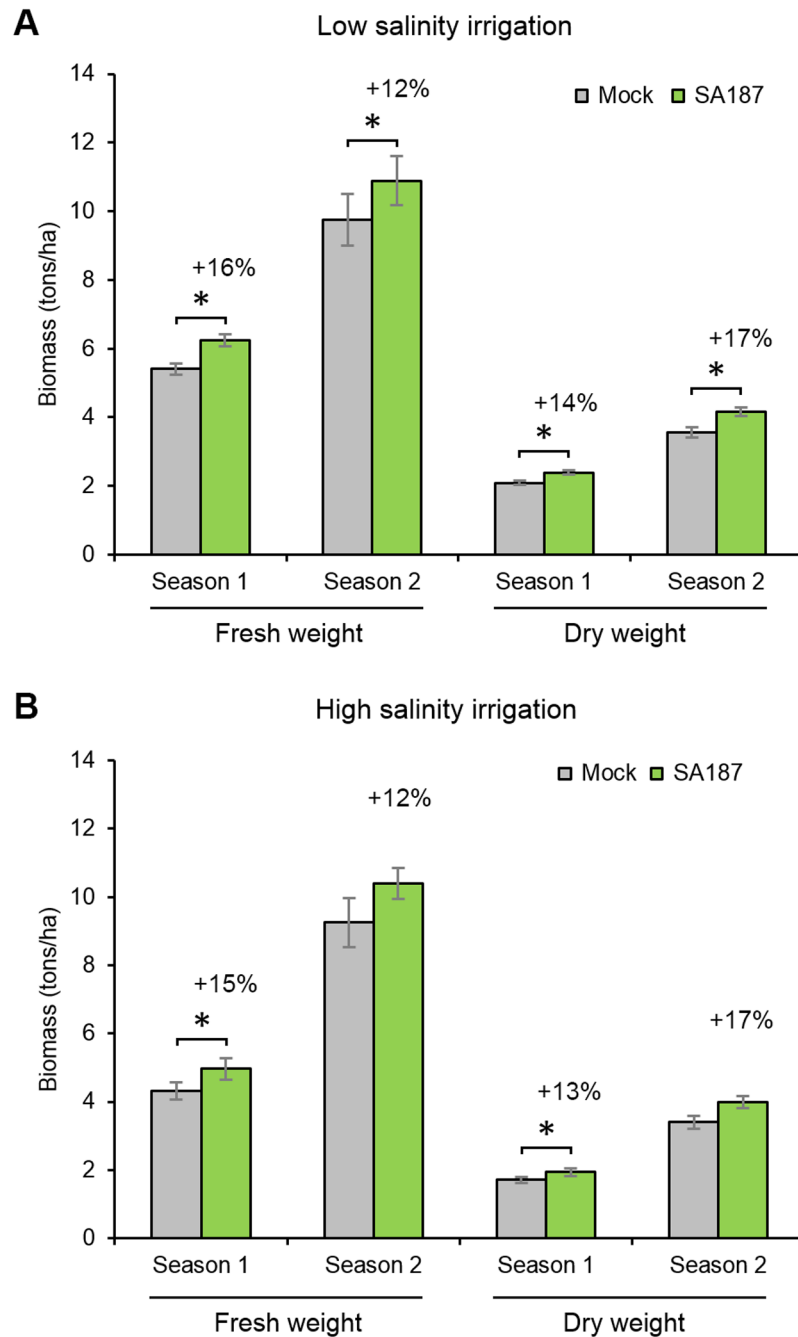 A
Low salinity irrigation
Mock SA187
Biomass (tons/ha)
14
12
10
8
6
4
2
0
+16%
*
+12%
*
+14%
*
+17%
*
Season 1 Season 2 Season 1 Season 2
Fresh weight Dry weight
B
High salinity irrigation
Mock SA187
Biomass (tons/ha)
14
12
10
8
6
4
2
0
+15%
*
+12%
+13%
*
+17%
Season 1 Season 2 Season 1 Season 2
Fresh weight Dry weight